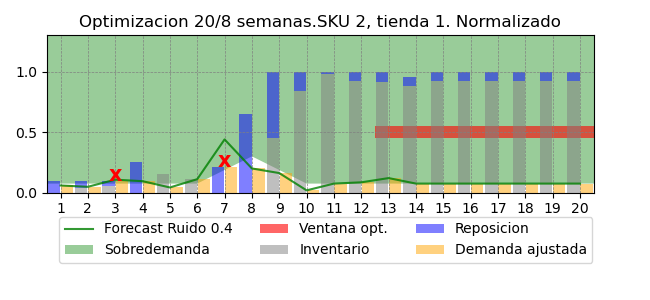 Optimizacion 20/8 semanas.SKU 2, tienda 1. Normalizado
1.0
0.5
0.0
x
x
1 2 3 4 5 6 7 8 9 10 11 12 13 14 15 16 17 18 19 20
Forecast Ruido 0.4 Ventana opt. Reposicion
Sobredemanda Inventario Demanda ajustada